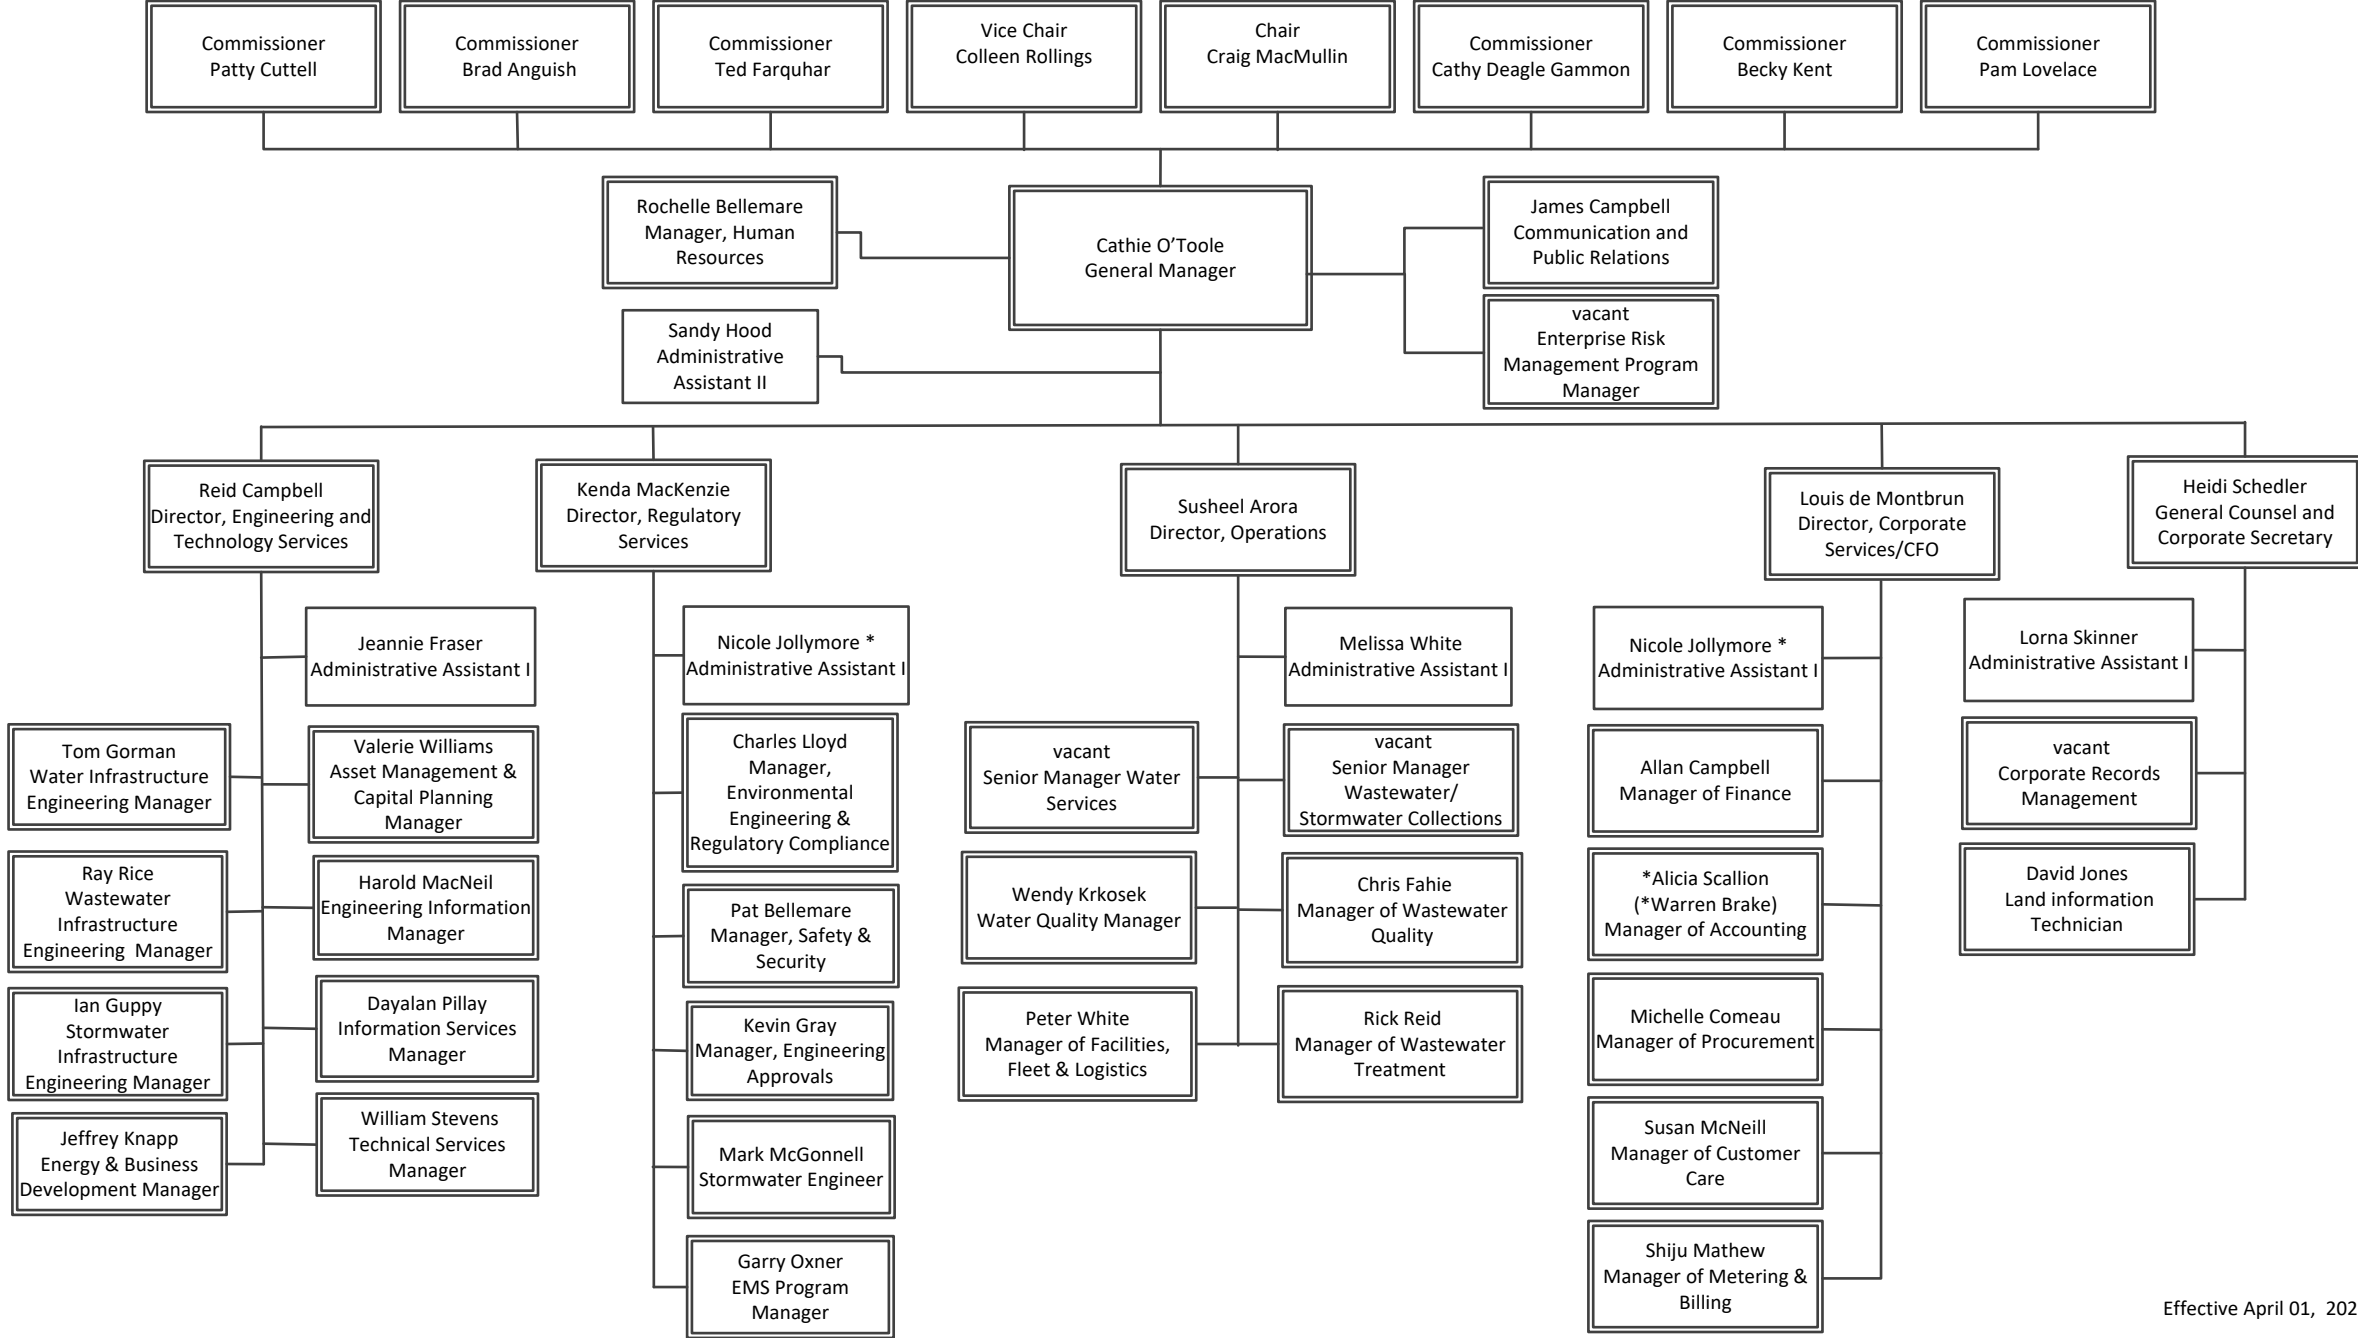 Commissioner
Patty Cuttell
Commissioner
Brad Anguish
Commissioner
Ted Farquhar
Vice Chair
Colleen Rollings
Chair
Craig MacMullin
Commissioner
Cathy Deagle Gammon
Commissioner
Becky Kent
Commissioner
Pam Lovelace
Rochelle Bellemare
Manager, Human
Resources
Cathie O’Toole
General Manager
James Campbell
Communication and
Public Relations
Sandy Hood
Administrative
Assistant II
vacant
Enterprise Risk
Management Program
Manager
Reid Campbell
Director, Engineering and
Technology Services
Kenda MacKenzie
Director, Regulatory
Services
Susheel Arora
Director, Operations
Louis de Montbrun
Director, Corporate
Services/CFO
Heidi Schedler
General Counsel and
Corporate Secretary
Jeannie Fraser
Administrative Assistant I
Tom Gorman
Water Infrastructure
Engineering Manager
Valerie Williams
Asset Management &
Capital Planning
Manager
Ray Rice
Wastewater
Infrastructure
Engineering  Manager
Harold MacNeil
Engineering Information
Manager
Ian Guppy
Stormwater
Infrastructure
Engineering Manager
Dayalan Pillay
Information Services
Manager
Jeffrey Knapp
Energy & Business
Development Manager
William Stevens
Technical Services
Manager
Nicole Jollymore *
Administrative Assistant I
Charles Lloyd
Manager,
Environmental
Engineering &
Regulatory Compliance
Pat Bellemare
Manager, Safety &
Security
Kevin Gray
Manager, Engineering
Approvals
Mark McGonnell
Stormwater Engineer
Garry Oxner
EMS Program
Manager
Melissa White
Administrative Assistant I
vacant
Senior Manager Water
Services
vacant
Senior Manager
Wastewater/
Stormwater Collections
Wendy Krkosek
Water Quality Manager
Chris Fahie
Manager of Wastewater
Quality
Peter White
Manager of Facilities,
Fleet & Logistics
Rick Reid
Manager of Wastewater
Treatment
Nicole Jollymore *
Administrative Assistant I
Allan Campbell
Manager of Finance
*Alicia Scallion
(*Warren Brake)
Manager of Accounting
Michelle Comeau
Manager of Procurement
Susan McNeill
Manager of Customer
Care
Shiju Mathew
Manager of Metering &
Billing
Lorna Skinner
Administrative Assistant I
vacant
Corporate Records
Management
David Jones
Land information
Technician
Effective April 01,  202